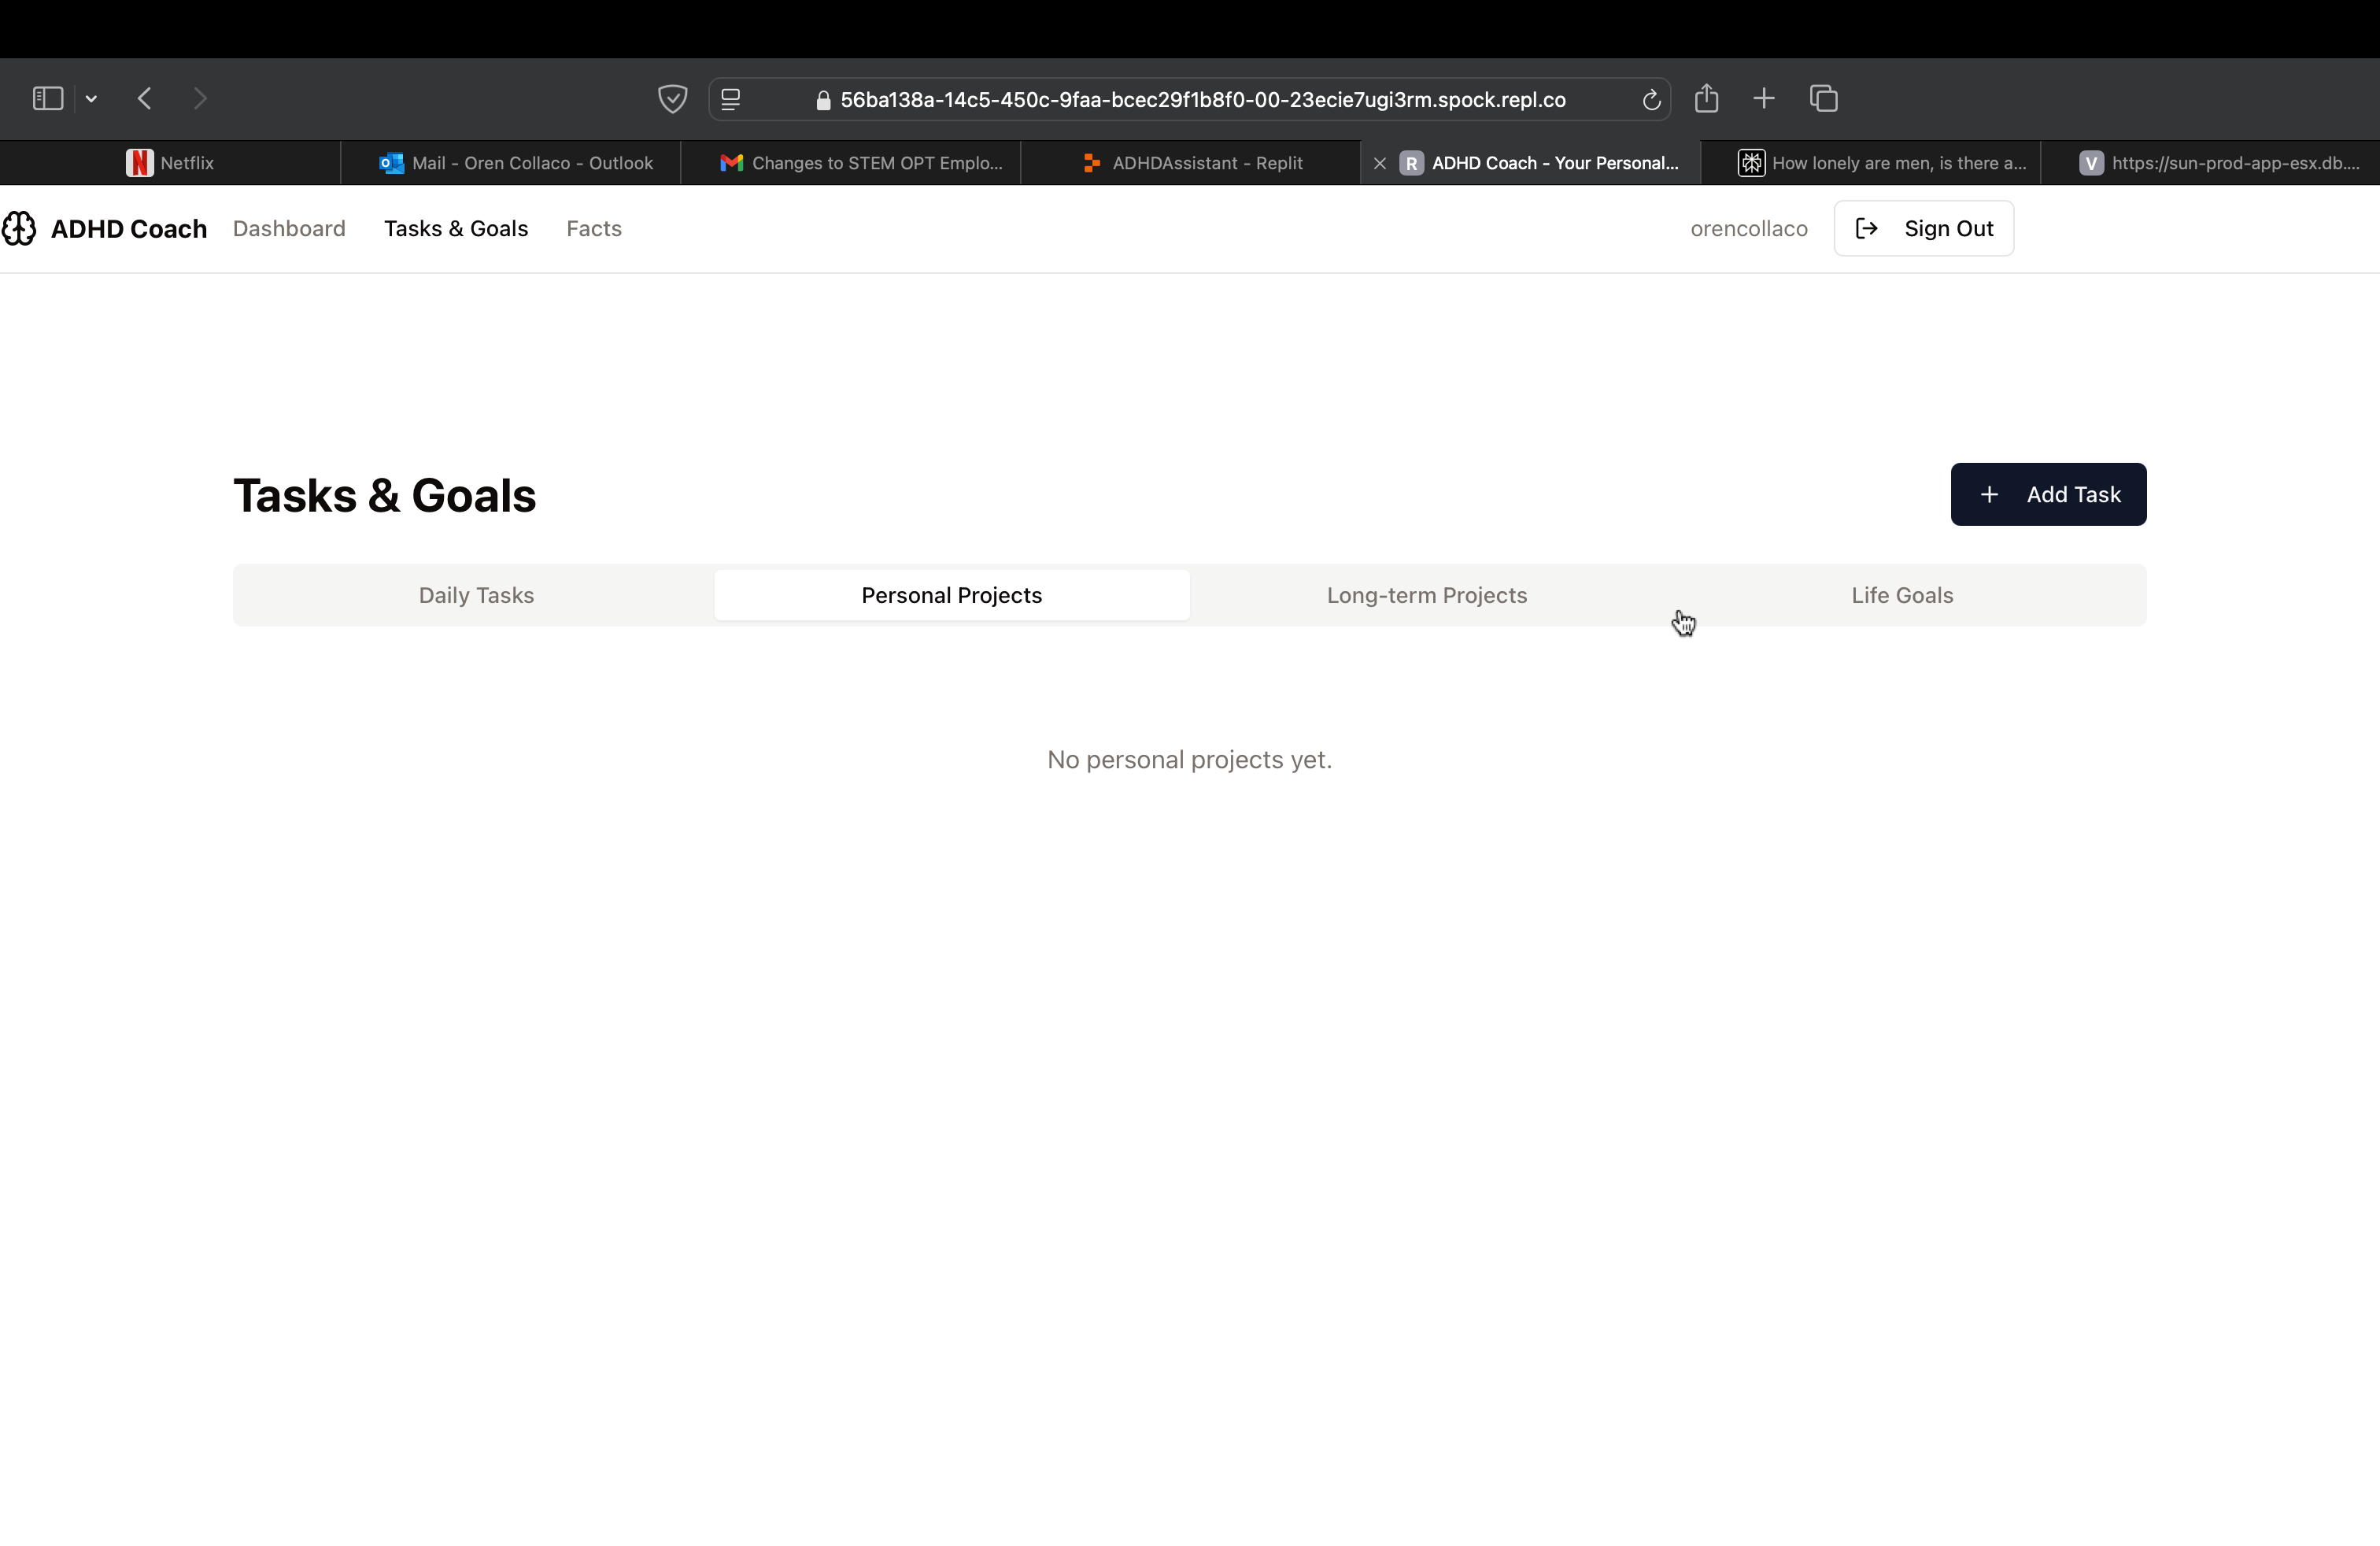 56ba138a-14c5-450c-9faa-bcec29f1b8f0-00-23ecie7ugi3rm.spock.repl.co
Netflix
Mail - Oren Collaco - Outlook
Changes to STEM OPT Emplo...
ADHDAssistant - Replit
R ADHD Coach - Your Personal...
How lonely are men, is there a...
V https://sun-prod-app-esx.db....
ADHD Coach Dashboard Tasks & Goals Facts orencollaco Sign Out
Tasks & Goals
+ Add Task
Daily Tasks Personal Projects Long-term Projects Life Goals
No personal projects yet.